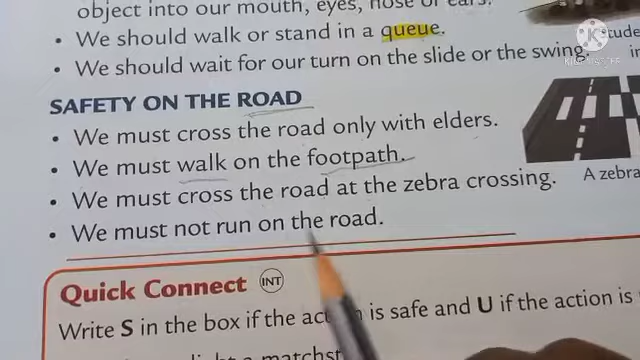 object into our mouth, eyes, nose or ears.
• We should walk or stand in a queue.
• We should wait for our turn on the slide or the swing.
SAFETY ON THE ROAD
• We must cross the road only with elders.
• We must walk on the footpath.
• We must cross the road at the zebra crossing.
A zebra
• We must not run on the road.
Quick Connect INT
Write S in the box if the action is safe and U if the action is
light a matchst